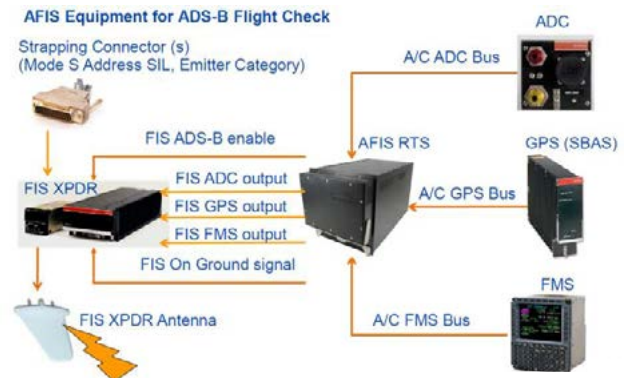 AFIS Equipment for ADS-B Flight Check
Strapping Connector (s)
(Mode S Address SIL, Emitter Category)
ADC
A/C ADC Bus
FIS ADS-B enable
AFIS RTS
GPS (SBAS)
FIS XPDR
FIS ADC output
FIS GPS output
A/C GPS Bus
FIS FMS output
FIS On Ground signal
FMS
FIS XPDR Antenna
A/C FMS Bus